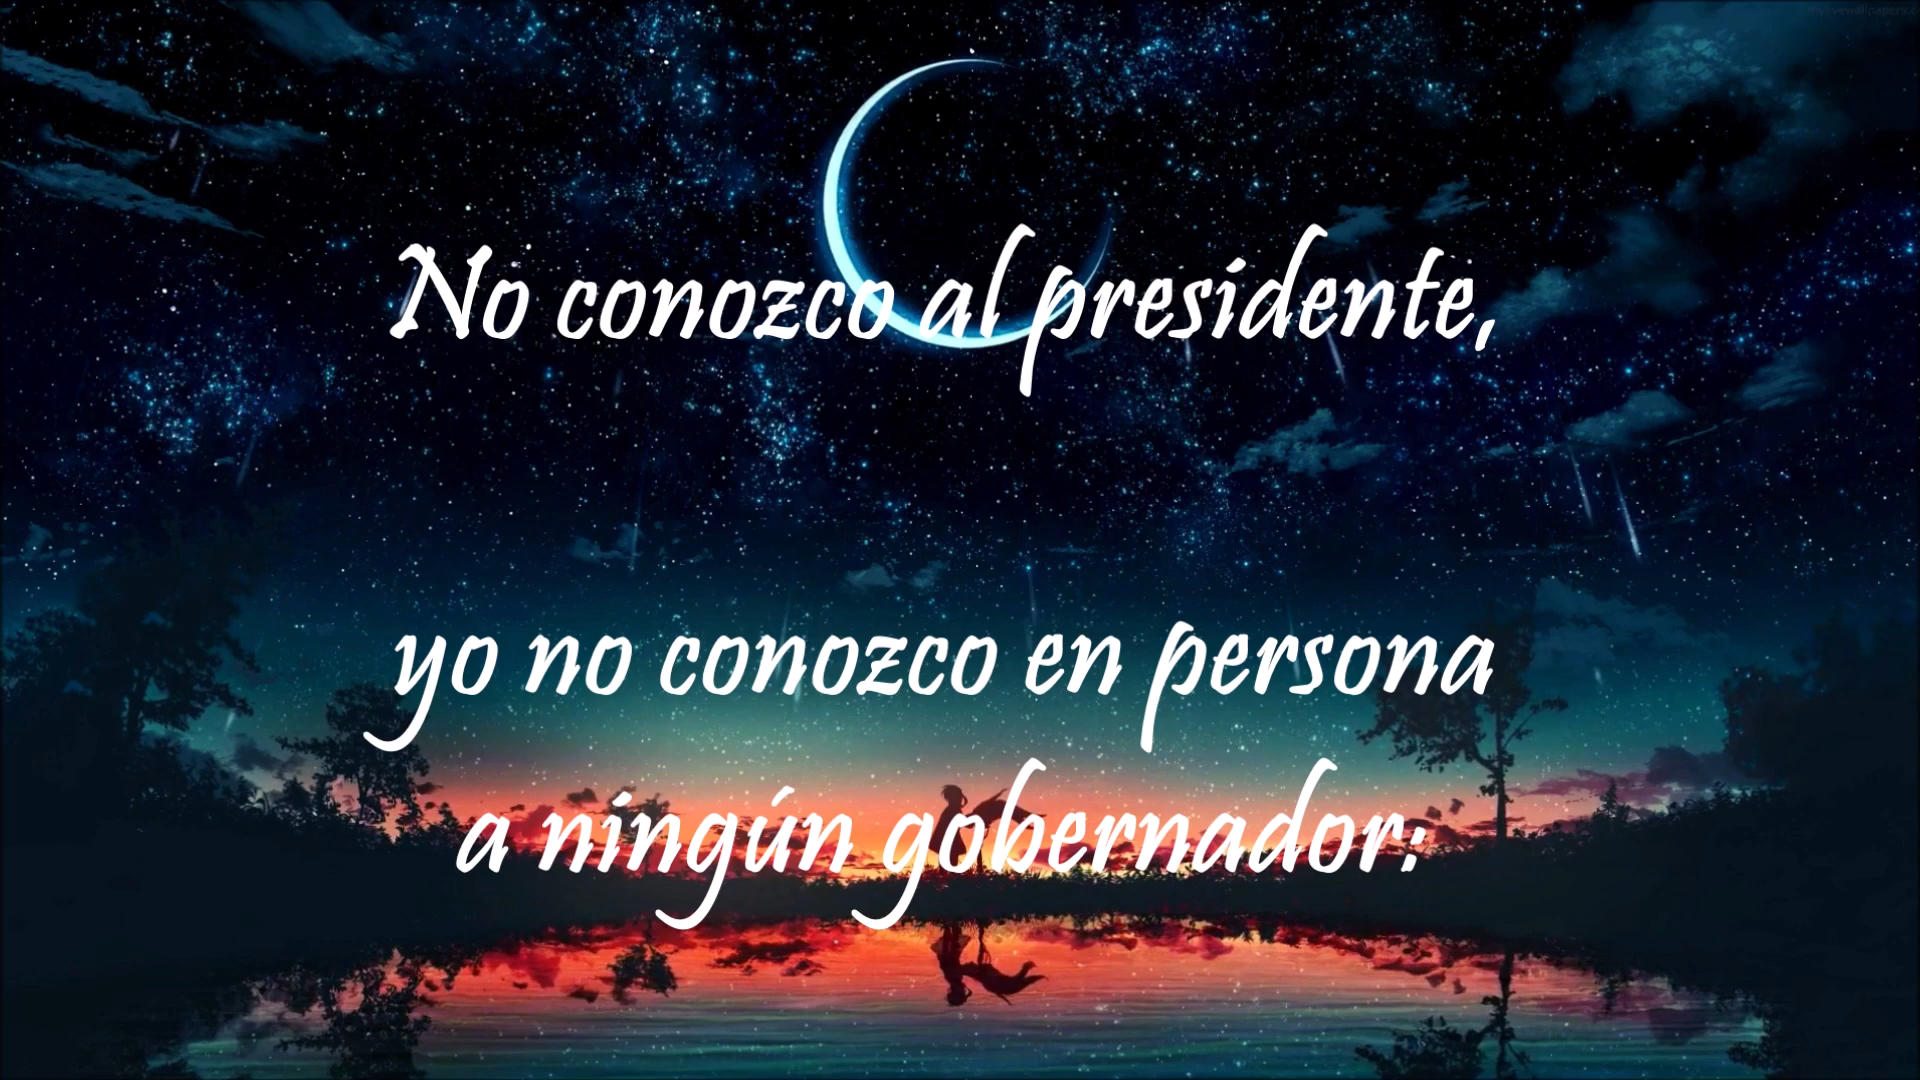 No conozco al presidente,
yo no conozco en persona
a ningún gobernador: